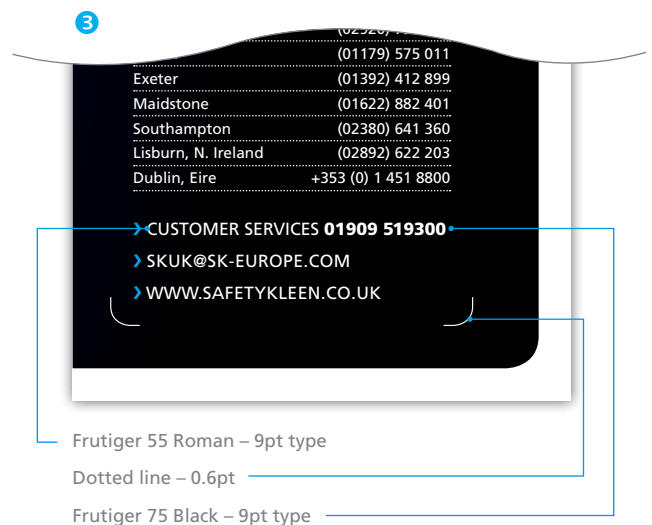 3
(01179) 575 011
Exeter (01392) 412 899
Maidstone (01622) 882 401
Southampton (02380) 641 360
Lisburn, N. Ireland (02892) 622 203
Dublin, Eire +353 (0) 1 451 8800
CUSTOMER SERVICES 01909 519300
SKUK@SK-EUROPE.COM
WWW.SAFETYKLEEN.CO.UK
Frutiger 55 Roman – 9pt type
Dotted line – 0.6pt
Frutiger 75 Black – 9pt type